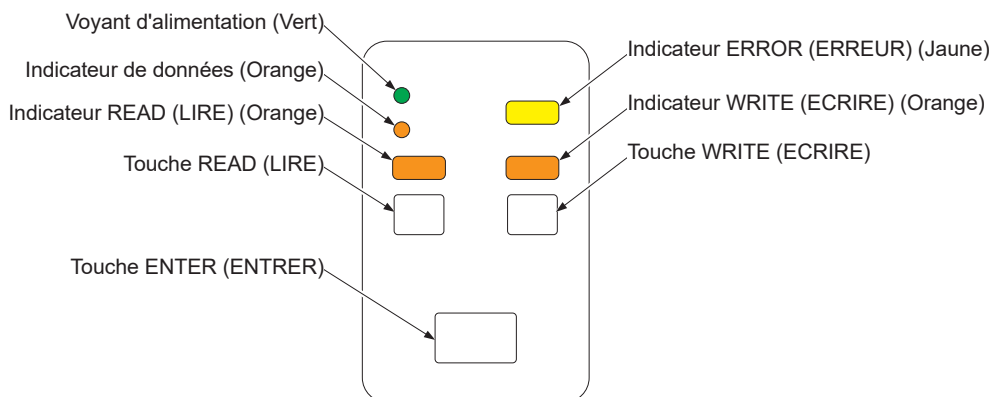 Voyant d'alimentation (Vert)
Indicateur de données (Orange)
Indicateur READ (LIRE) (Orange)
Touche READ (LIRE)
Touche ENTER (ENTRER)
Indicateur ERROR (ERREUR) (Jaune)
Indicateur WRITE (ECRIRE) (Orange)
Touche WRITE (ECRIRE)